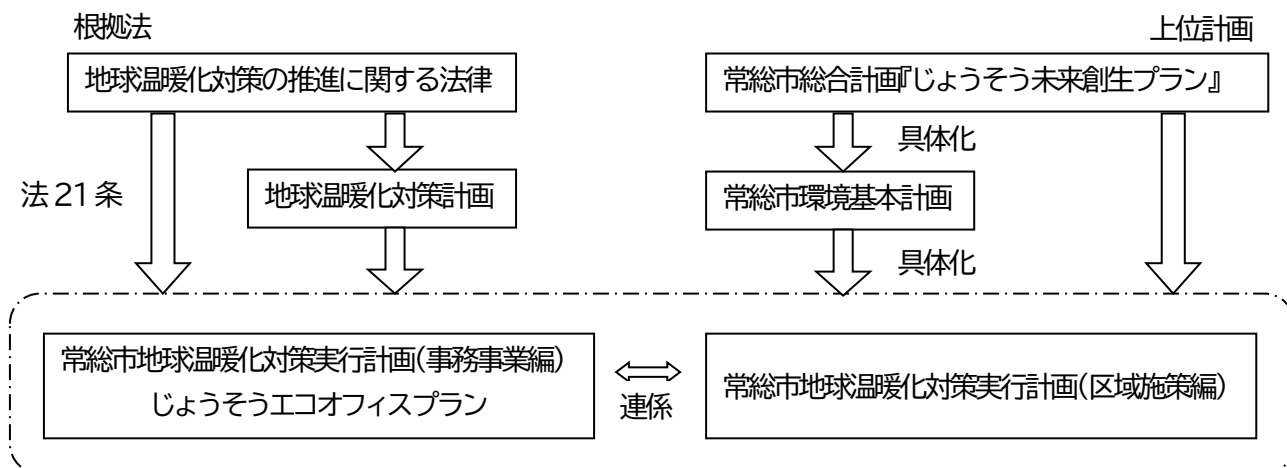 根拠法
上位計画
地球温暖化対策の推進に関する法律
常総市総合計画『じょうそう未来創生プラン』
具体化
法21条
地球温暖化対策計画
常総市環境基本計画
具体化
常総市地球温暖化対策実行計画(事務事業編)
じょうそうエコオフィスプラン
連係
常総市地球温暖化対策実行計画(区域施策編)